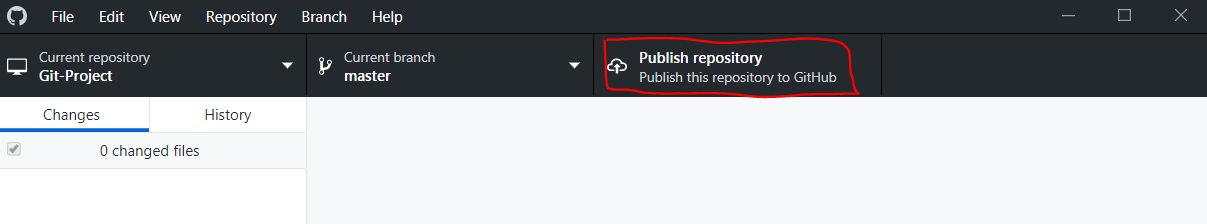 File Edit View Repository Branch Help
Current repository
Git-Project
Current branch
master
Publish repository
Publish this repository to GitHub
Changes History
0 changed files